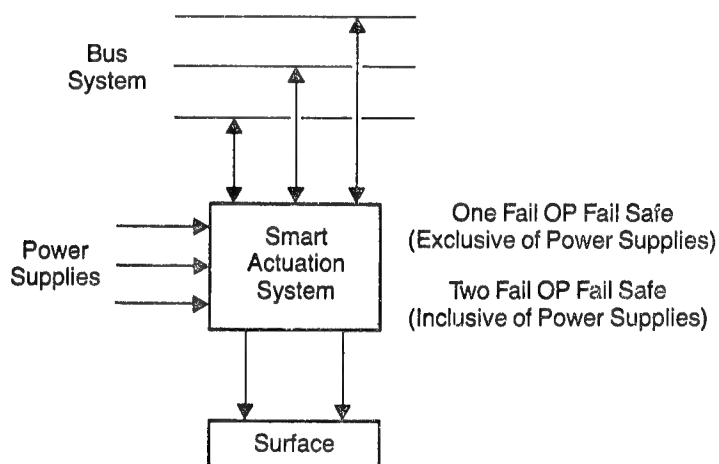 Bus
System
One Fail OP Fail Safe
(Exclusive of Power Supplies)
Power
Supplies
Smart
Actuation
System
Two Fail OP Fail Safe
(Inclusive of Power Supplies)
Surface